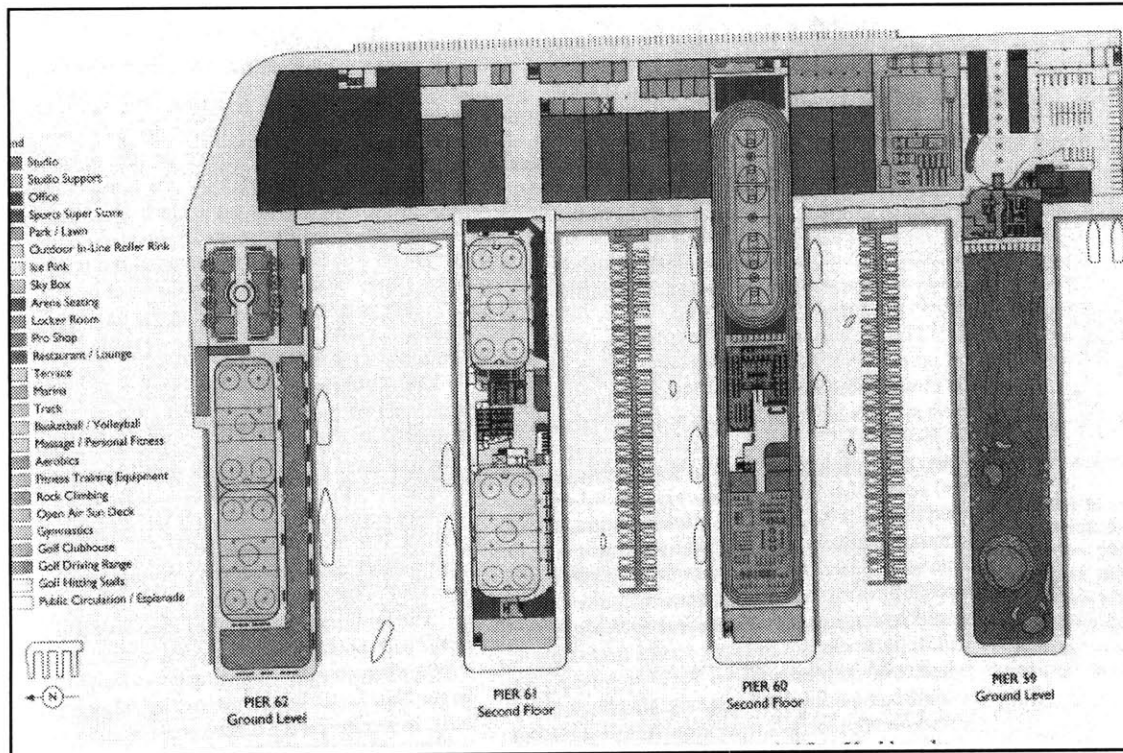 nd
Studio
Studio Support
Office
Sports Super Store
Park / Lawn
Outdoor In-Line Roller Rink
Ice Rink
Sky Box
Arena Seating
Locker Room
Pro Shop
Restaurant / Lounge
Terrace
Marina
Track
Basketball / Volleyball
Massage / Personal Fitness
Aerobics
Fitness Training Equipment
Rock Climbing
Open Air Sun Deck
Gymnastics
Golf Clubhouse
Golf Driving Range
Golf Hitting Stalls
Public Circulation / Esplanade
N
PIER 62
Ground Level
PIER 61
Second Floor
PIER 60
Second Floor
PIER 59
Ground Level